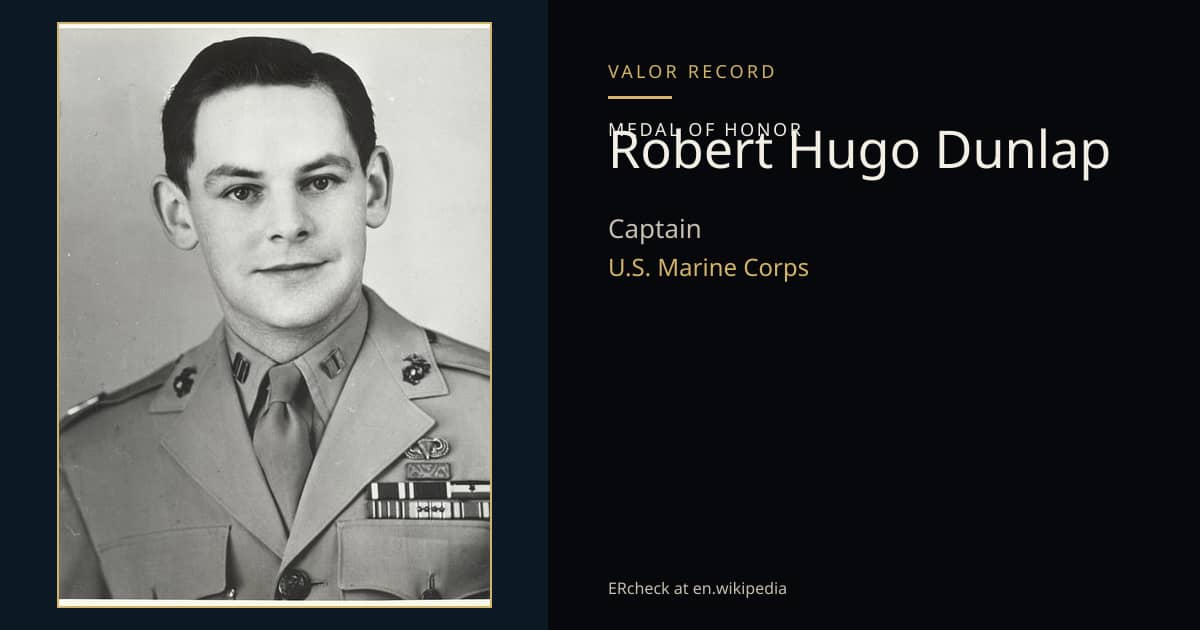 VALOR RECORD
MEDAL OF HONOR
Robert Hugo Dunlap
Captain
U.S. Marine Corps
ERcheck at en.wikipedia